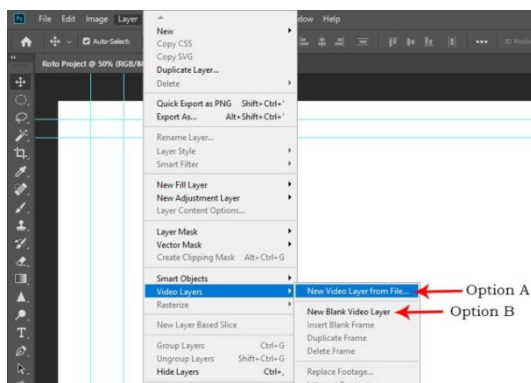 Ps File Edit Image Layer dow Help
Auto-Select:
3D Mode
Roto Project @ 50% (RGB/8
New
Copy CSS
Copy SVG
Duplicate Layer...
Delete
Quick Export as PNG Shift+Ctrl+'
Export As... Alt+Shift+Ctrl+'
Rename Layer...
Layer Style
Smart Filter
New Fill Layer
New Adjustment Layer
Layer Content Options...
Layer Mask
Vector Mask
Create Clipping Mask Alt+Ctrl+G
Smart Objects
Video Layers
Rasterize
New Layer Based Slice
Group Layers Ctrl+G
Ungroup Layers Shift+Ctrl+G
Hide Layers Ctrl+,
New Video Layer from File...
New Blank Video Layer
Insert Blank Frame
Duplicate Frame
Delete Frame
Replace Footage...
Option A
Option B